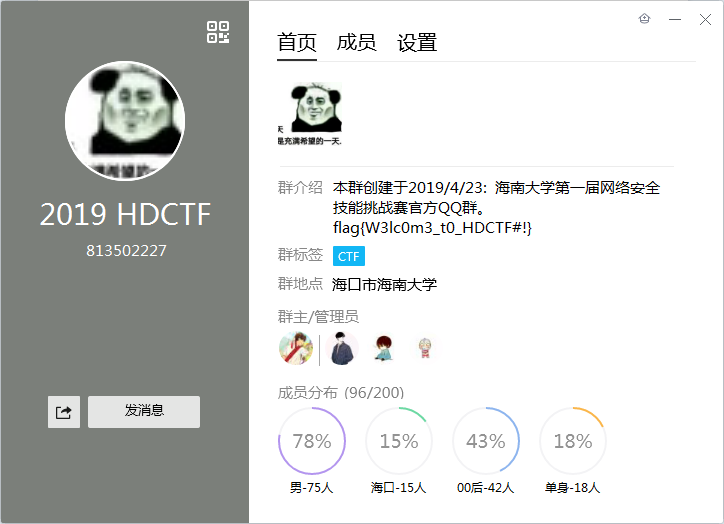 首页 成员 设置
是充满希望的一天.
2019 HDCTF
813502227
发消息
群介绍 本群创建于2019/4/23：海南大学第一届网络安全
技能挑战赛官方QQ群。
flag{W3lc0m3_t0_HDCTF#!}
群标签 CTF
群地点 海口市海南大学
群主/管理员
成员分布 (96/200)
78% 15% 43% 18%
男-75人 海口-15人 00后-42人 单身-18人